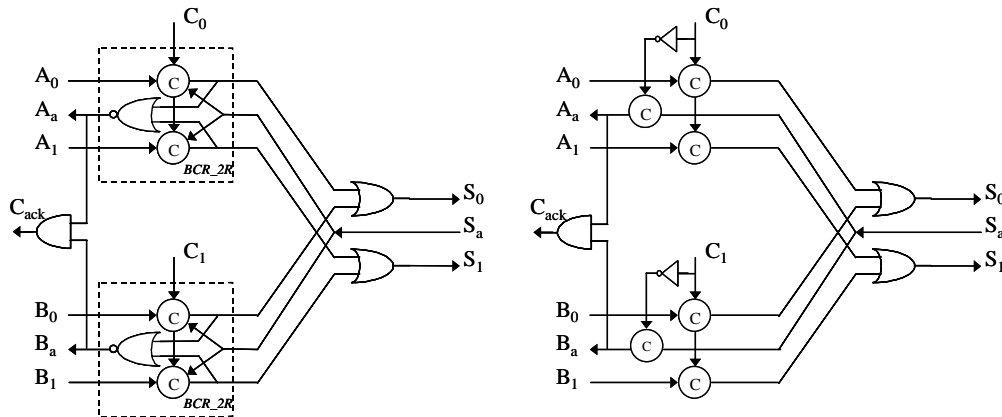 C0 C0
A0 C A0 C
Aa Aa C
A1 C BCR_2R A1 C
Cack S0 Cack S0
Sa Sa
C1 S1 C1 S1
B0 C B0 C
Ba Ba C
B1 C BCR_2R B1 C